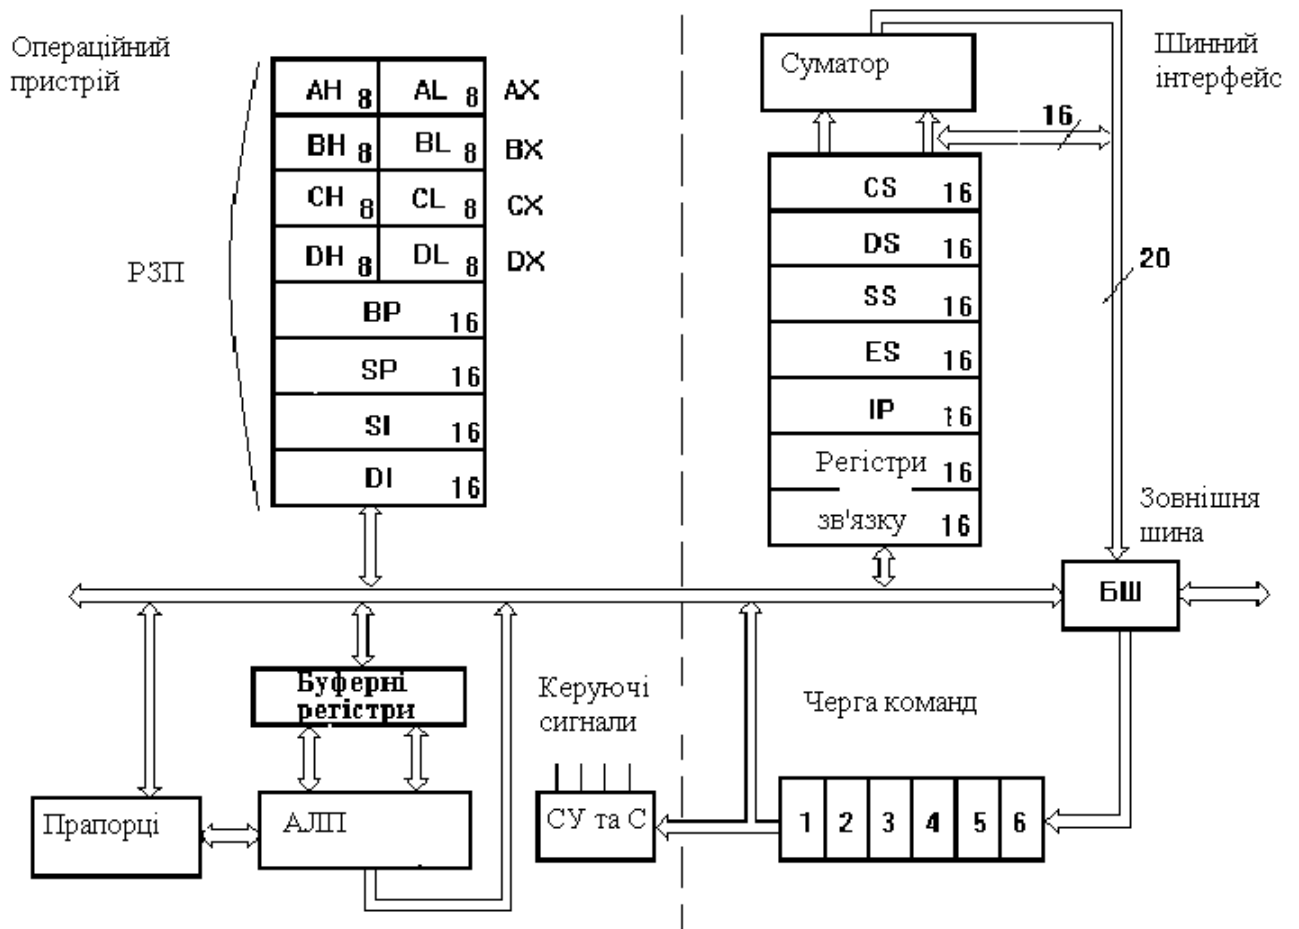 Операційний
пристрій
РЗП
AH 8 AL 8 AX
BH 8 BL 8 BX
CH 8 CL 8 CX
DH 8 DL 8 DX
BP 16
SP 16
SI 16
DI 16
Суматор
Шинний
інтерфейс
16
20
CS 16
DS 16
SS 16
ES 16
IP 16
Регістри 16
зв'язку 16
Зовнішня
шина
БШ
Буферні
регістри
Прапорці
АЛП
Керуючі
сигнали
СУ та С
Черга команд
1 2 3 4 5 6